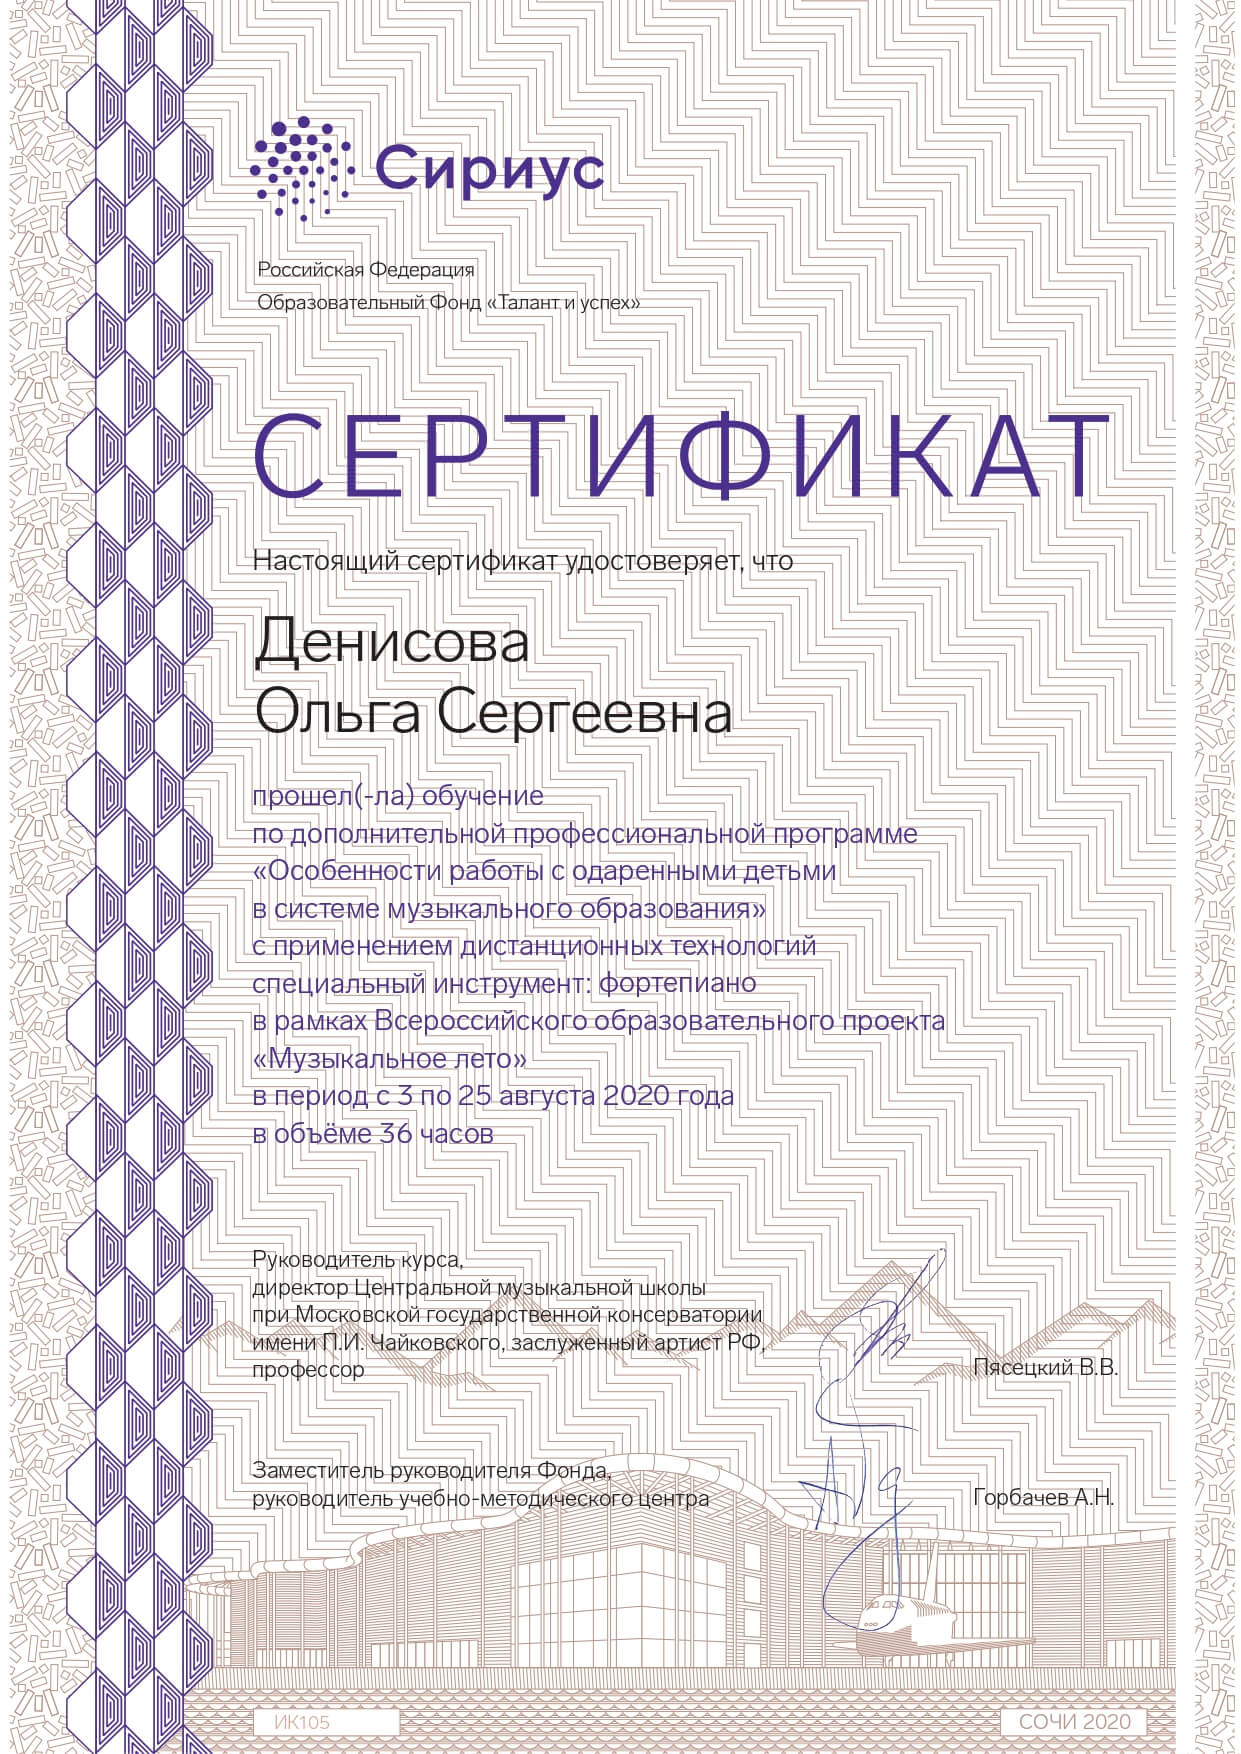 Сириус
Российская Федерация
Образовательный Фонд «Талант и успех»
СЕРТИФИКАТ
Настоящий сертификат удостоверяет, что
Денисова
Ольга Сергеевна
прошел(-ла) обучение
по дополнительной профессиональной программе
«Особенности работы с одаренными детьми
в системе музыкального образования»
с применением дистанционных технологий
специальный инструмент: фортепиано
в рамках Всероссийского образовательного проекта
«Музыкальное лето»
в период с 3 по 25 августа 2020 года
в объёме 36 часов
Руководитель курса,
директор Центральной музыкальной школы
при Московской государственной консерватории
имени П.И. Чайковского, заслуженный артист РФ,
профессор
Пясецкий В.В.
Заместитель руководителя Фонда,
руководитель учебно-методического центра
Горбачев А.Н.
ИК105
СОЧИ 2020